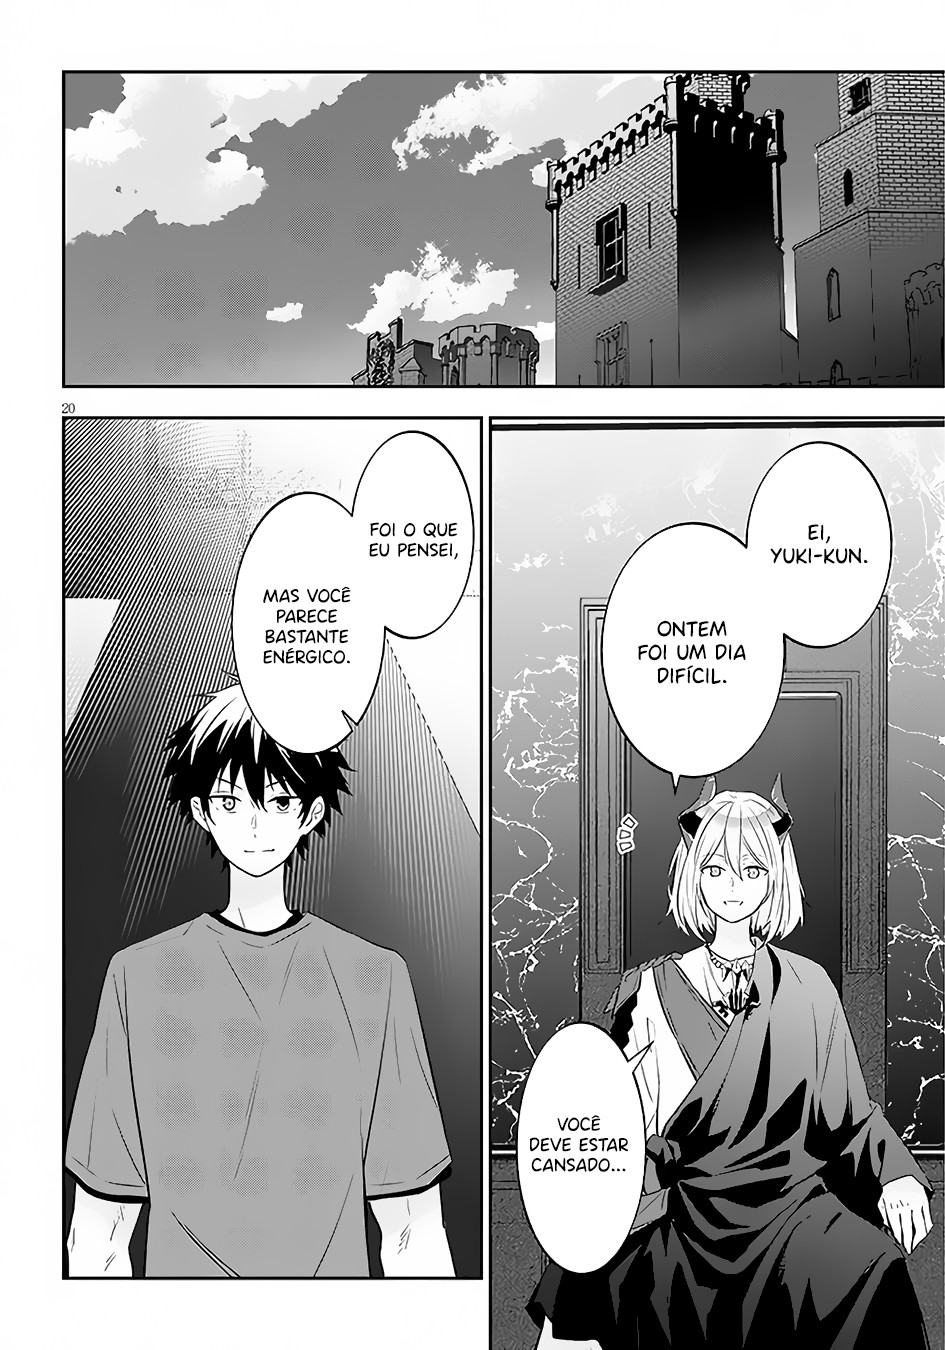 20
EI,
YUKI-KUN.
ONTEM
FOI UM DIA
DIFÍCIL.
VOCÊ
DEVE ESTAR
CANSADO...
FOI O QUE
EU PENSEI,
MAS VOCÊ
PARECE
BASTANTE
ENÉRGICO.